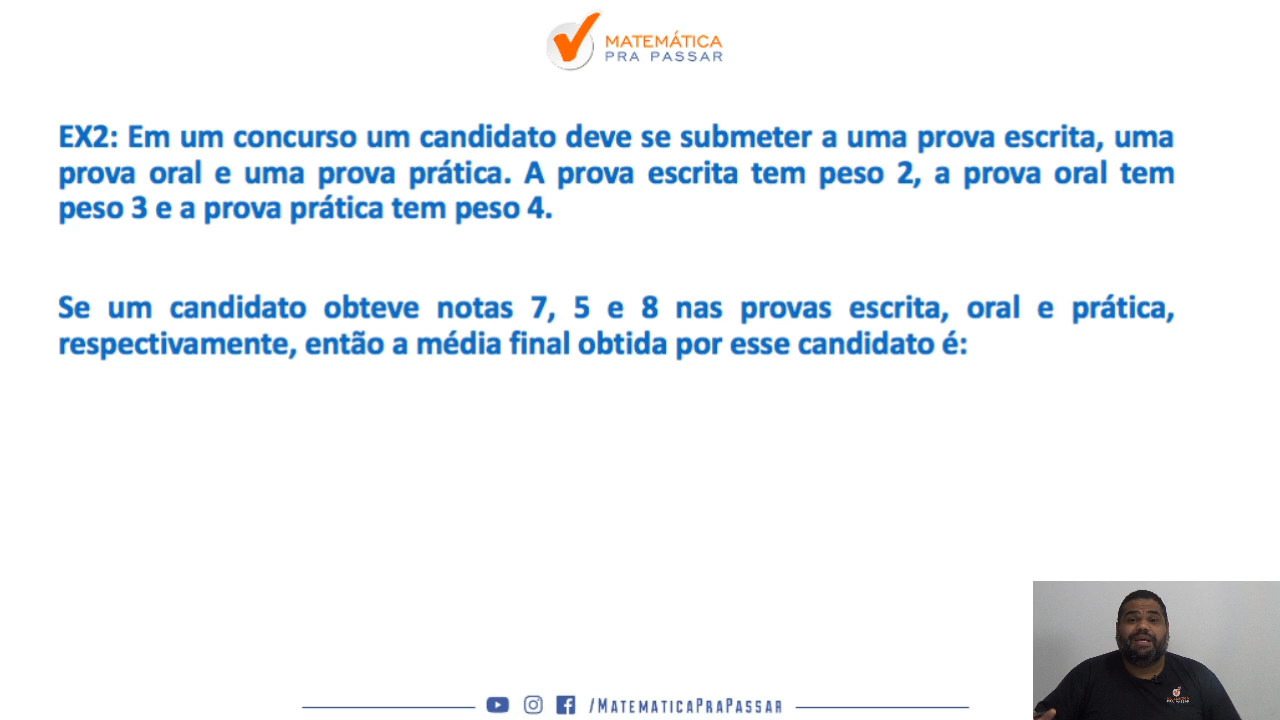 MATEMÁTICA
PRA PASSAR
EX2: Em um concurso um candidato deve se submeter a uma prova escrita, uma
prova oral e uma prova prática. A prova escrita tem peso 2, a prova oral tem
peso 3 e a prova prática tem peso 4.
Se um candidato obteve notas 7, 5 e 8 nas provas escrita, oral e prática,
respectivamente, então a média final obtida por esse candidato é:
/MATEMATICAPRAPASSAR